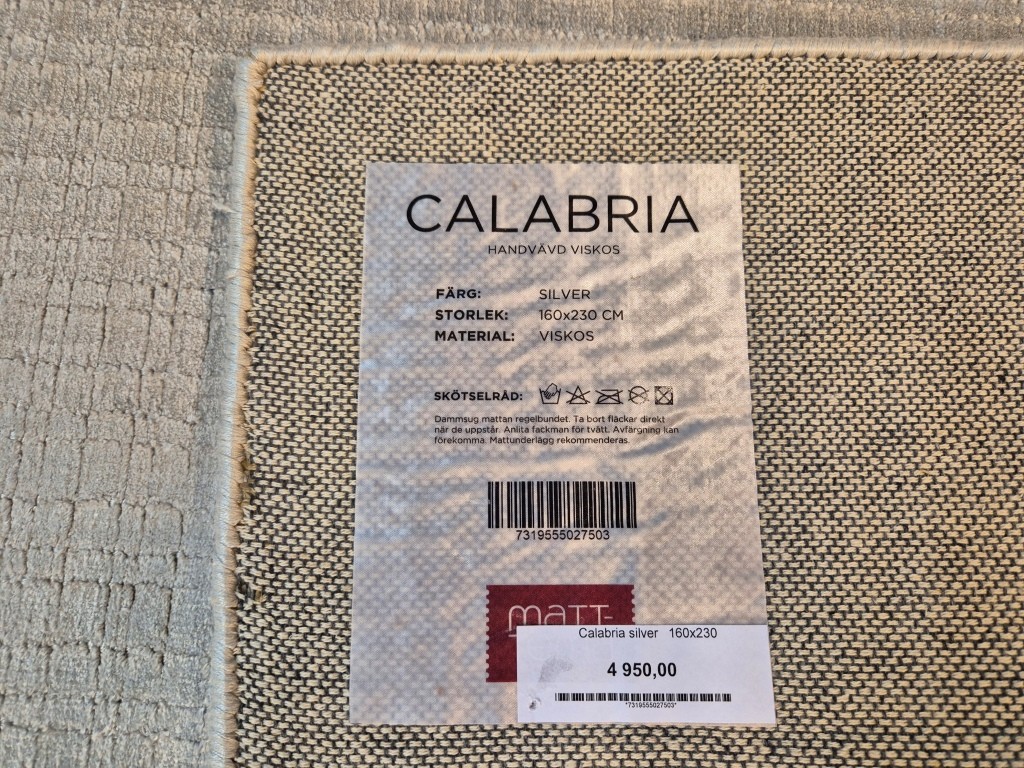 CALABRIA
HANDVÄVD VISKOS
FÄRG: SILVER
STORLEK: 160x230 CM
MATERIAL: VISKOS
SKÖTSELRÅD:
Dammsug mattan regelbundet. Ta bort fläckar direkt
när de uppstår. Anlita fackman för tvätt. Avfärgning kan
förekomma. Mattunderlägg rekommenderas.
7319555027503
MATT-
Calabria silver 160x230
4 950,00
*7319555027503*